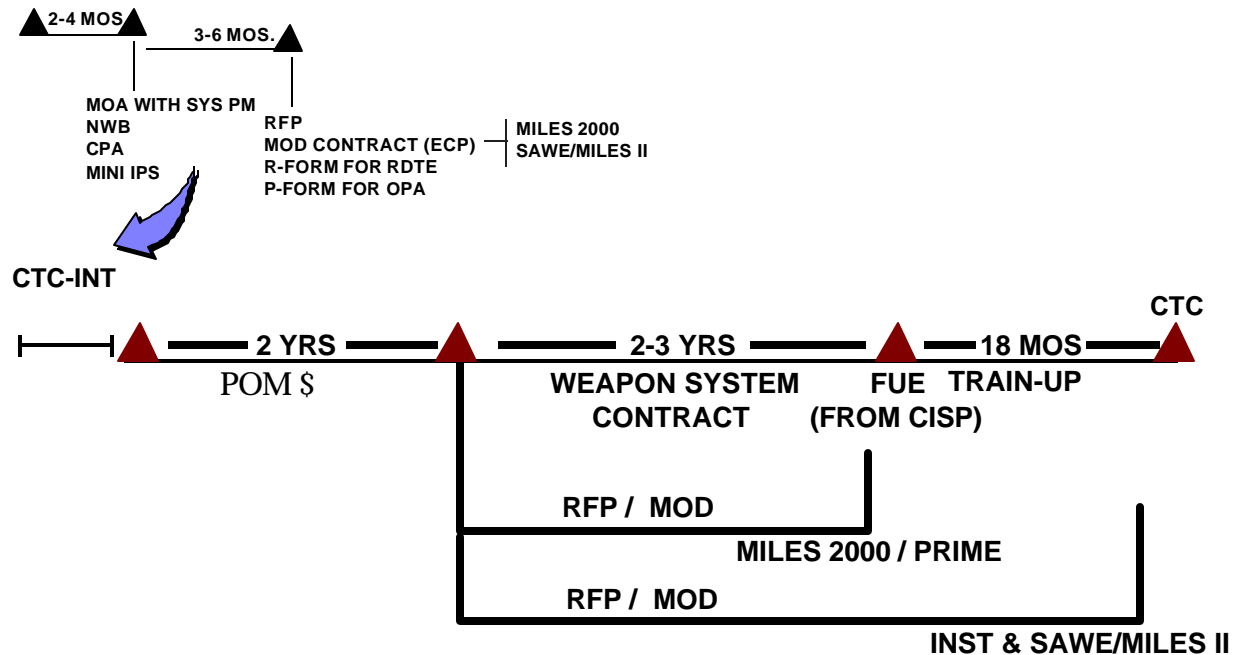 2-4 MOS
3-6 MOS.
MOA WITH SYS PM
NWB
CPA
MINI IPS
RFP
MOD CONTRACT (ECP)
R-FORM FOR RDTE
P-FORM FOR OPA
MILES 2000
SAWE/MILES II
CTC-INT
CTC
2 YRS
2-3 YRS
18 MOS
POM $
WEAPON SYSTEM
CONTRACT
FUE
(FROM CISP)
TRAIN-UP
RFP / MOD
MILES 2000 / PRIME
RFP / MOD
INST & SAWE/MILES II